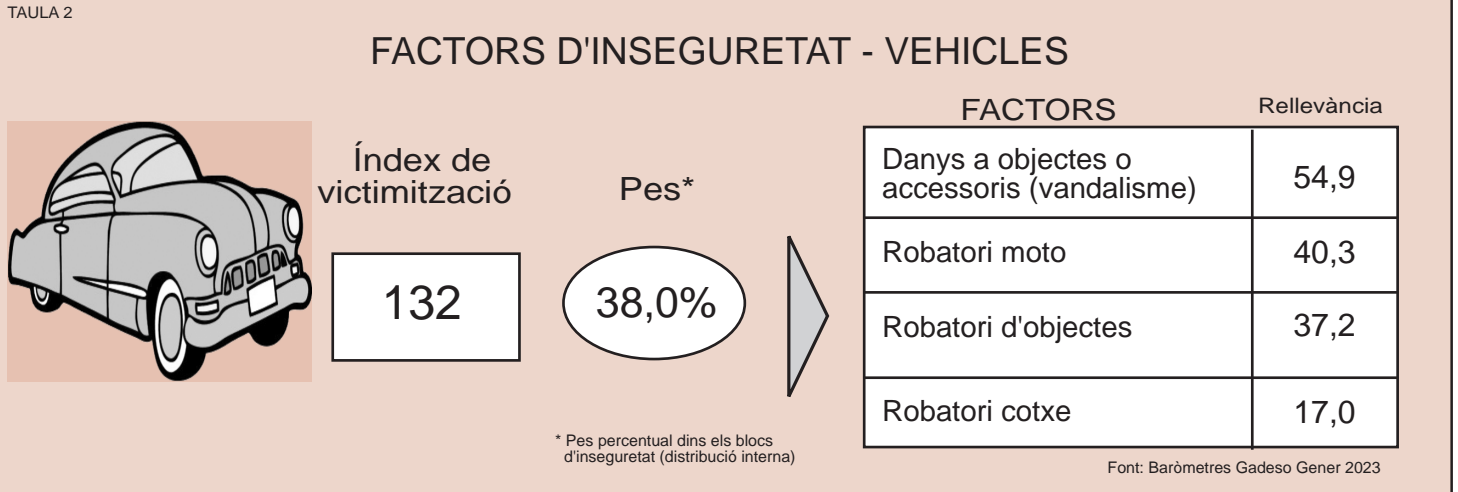 TAULA 2
FACTORS D'INSEGURETAT - VEHICLES
Índex de
victimització
132
Pes*
38,0%
* Pes percentual dins els blocs
d'inseguretat (distribució interna)
FACTORS Rellevància
Danys a objectes o
accessoris (vandalisme) 54,9
Robatori moto 40,3
Robatori d'objectes 37,2
Robatori cotxe 17,0
Font: Baròmetres Gadeso Gener 2023